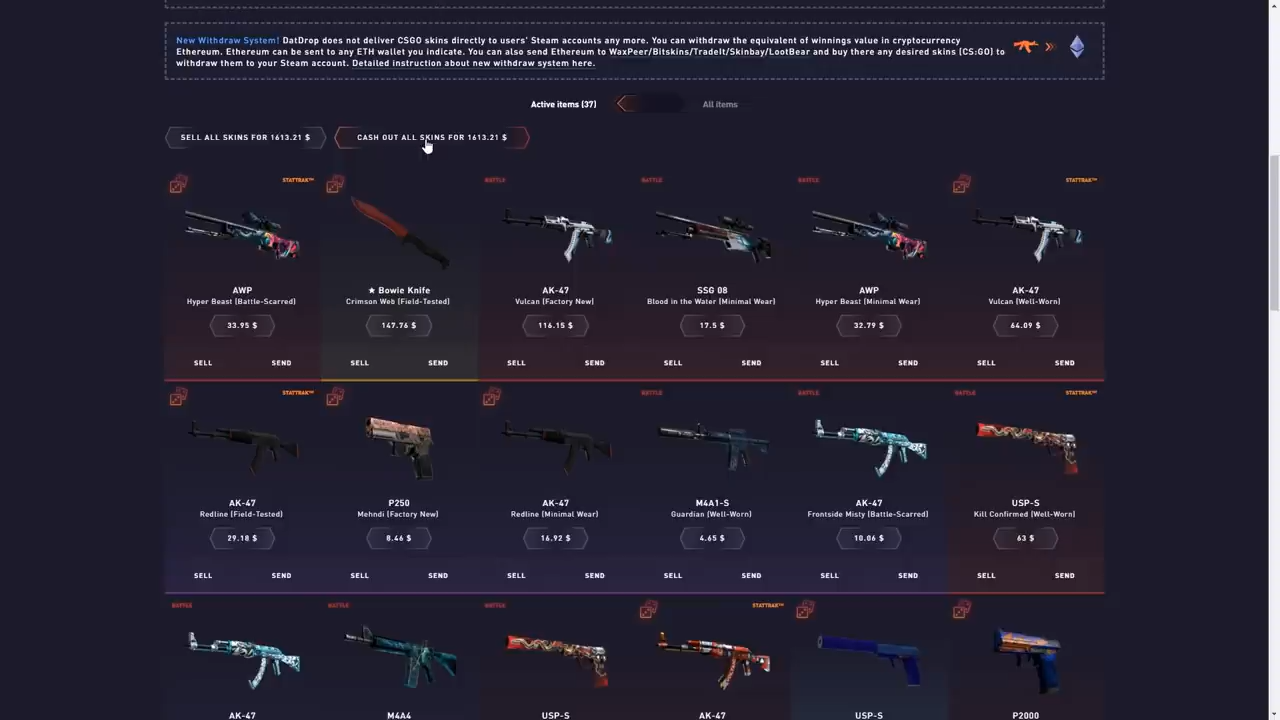 New Withdraw System! DatDrop does not deliver CSGO skins directly to users' Steam accounts any more. You can withdraw the equivalent of winnings value in cryptocurrency
Ethereum. Ethereum can be sent to any ETH wallet you indicate. You can also send Ethereum to WaxPeer/Bitskins/TradeIt/Skinbay/LootBear and buy there any desired skins (CS:GO) to
withdraw them to your Steam account. Detailed instruction about new withdraw system here.
Active items (37) All items
SELL ALL SKINS FOR 1613.21 $ CASH OUT ALL SKINS FOR 1613.21 $
STATTRAK™ BATTLE BATTLE BATTLE STATTRAK™
AWP ★ Bowie Knife AK-47 SSG 08 AWP AK-47
Hyper Beast (Battle-Scarred) Crimson Web (Field-Tested) Vulcan (Factory New) Blood in the Water (Minimal Wear) Hyper Beast (Minimal Wear) Vulcan (Well-Worn)
33.95 $ 147.76 $ 116.15 $ 17.5 $ 32.79 $ 64.09 $
SELL SEND SELL SEND SELL SEND SELL SEND SELL SEND SELL SEND
STATTRAK™ BATTLE BATTLE BATTLE STATTRAK™
AK-47 P250 AK-47 M4A1-S AK-47 USP-S
Redline (Field-Tested) Mehndi (Factory New) Redline (Minimal Wear) Guardian (Well-Worn) Frontside Misty (Battle-Scarred) Kill Confirmed (Well-Worn)
29.18 $ 8.46 $ 16.92 $ 4.65 $ 10.06 $ 63 $
SELL SEND SELL SEND SELL SEND SELL SEND SELL SEND SELL SEND
BATTLE BATTLE BATTLE STATTRAK™
AK-47 M4A4 USP-S AK-47 USP-S P2000